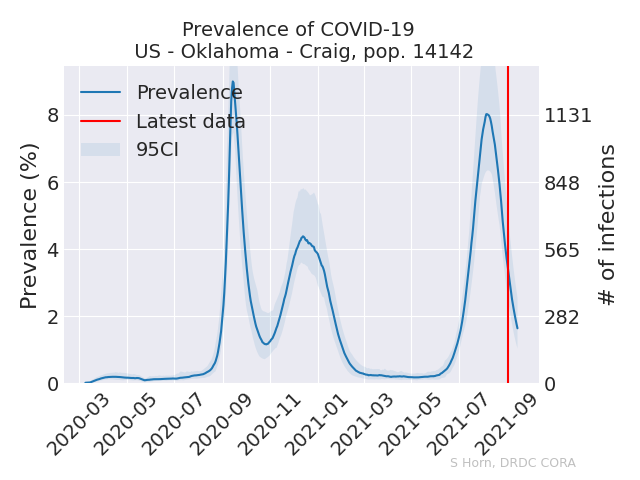 Prevalence of COVID-19
US - Oklahoma - Craig, pop. 14142
Prevalence
Latest data
95CI
Prevalence (%)
8
6
4
2
0
1131
848
565
282
0
# of infections
2020-03
2020-05
2020-07
2020-09
2020-11
2021-01
2021-03
2021-05
2021-07
2021-09
S Horn, DRDC CORA